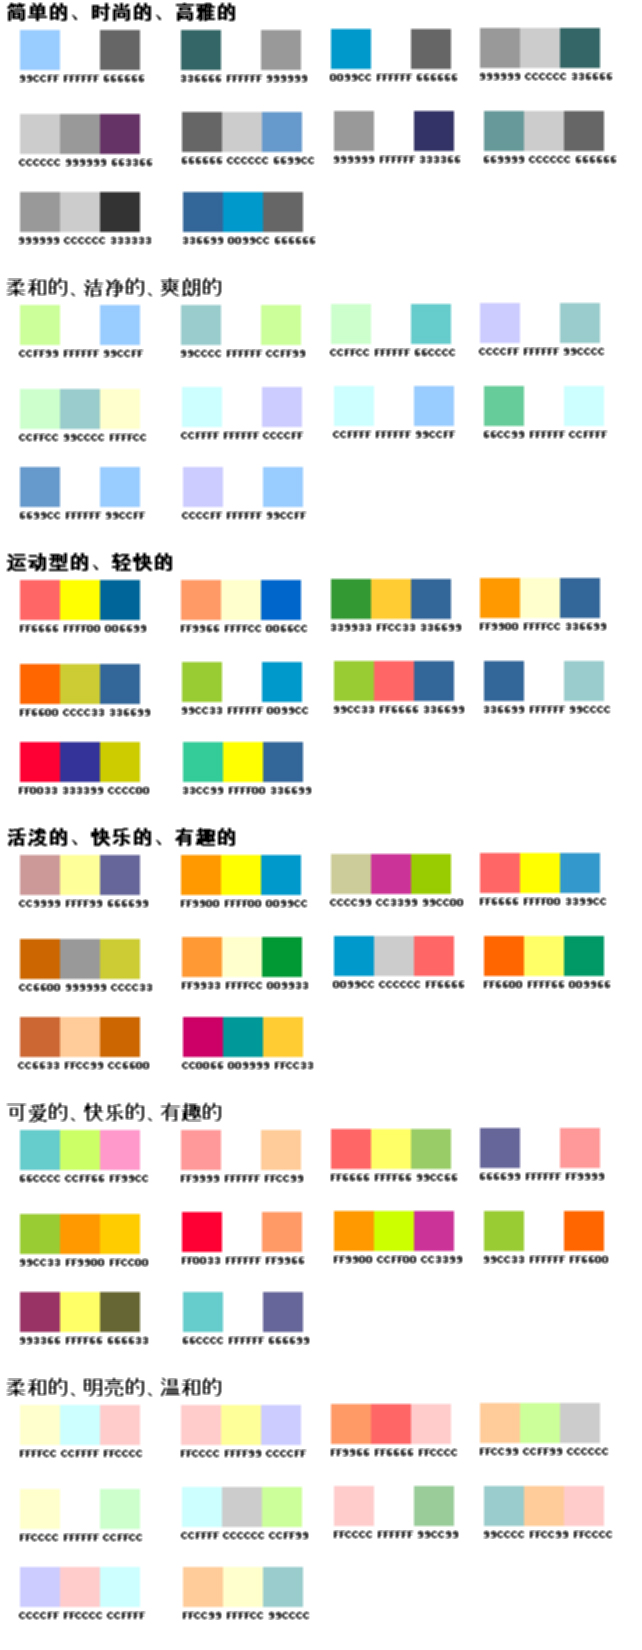 简单的、时尚的、高雅的
99CCFF FFFFFF 666666
336666 FFFFFF 999999
0099CC FFFFFF 666666
999999 CCCCCC 336666
CCCCCC 999999 663366
666666 CCCCCC 6699CC
999999 FFFFFF 333366
669999 CCCCCC 666666
999999 CCCCCC 333333
336699 0099CC 666666
柔和的、洁净的、爽朗的
CCFF99 FFFFFF 99CCFF
99CCCC FFFFFF CCFF99
CCFFCC FFFFFF 66CCCC
CCCCFF FFFFFF 99CCCC
CCFFCC 99CCCC FFFFCC
CCFFFF FFFFFF CCCCFF
CCFFFF FFFFFF 99CCFF
66CC99 FFFFFF CCFFFF
6699CC FFFFFF 99CCFF
CCCCFF FFFFFF 99CCFF
运动型的、轻快的
FF6666 FFFF00 006699
FF9966 FFFFCC 0066CC
339933 FFCC33 336699
FF9900 FFFFCC 336699
FF6600 CCCC33 336699
99CC33 FFFFFF 0099CC
99CC33 FF6666 336699
336699 FFFFFF 99CCCC
FF0033 333399 CCCC00
33CC99 FFFF00 336699
活泼的、快乐的、有趣的
CC9999 FFFF99 666699
FF9900 FFFF00 0099CC
CCCC99 CC3399 99CC00
FF6666 FFFF00 3399CC
CC6600 999999 CCCC33
FF9933 FFFFCC 009933
0099CC CCCCCC FF6666
FF6600 FFFF66 009966
CC6633 FFCC99 CC6600
CC0066 009999 FFCC33
可爱的、快乐的、有趣的
66CCCC CCFF66 FF99CC
FF9999 FFFFFF FFCC99
FF6666 FFFF66 99CC66
666699 FFFFFF FF9999
99CC33 FF9900 FFCC00
FF0033 FFFFFF FF9966
FF9900 CCFF00 CC3399
99CC33 FFFFFF FF6600
993366 FFFF66 666633
66CCCC FFFFFF 666699
柔和的、明亮的、温和的
FFFFCC CCFFFF FFCCCC
FFCCCC FFFF99 CCCCFF
FF9966 FF6666 FFCCCC
FFCC99 CCFF99 CCCCCC
FFCCCC FFFFFF CCFFCC
CCFFFF CCCCCC CCFF99
FFCCCC FFFFFF 99CC99
99CCCC FFCC99 FFCCCC
CCCCFF FFCCCC CCFFFF
FFCC99 FFFFCC 99CCCC